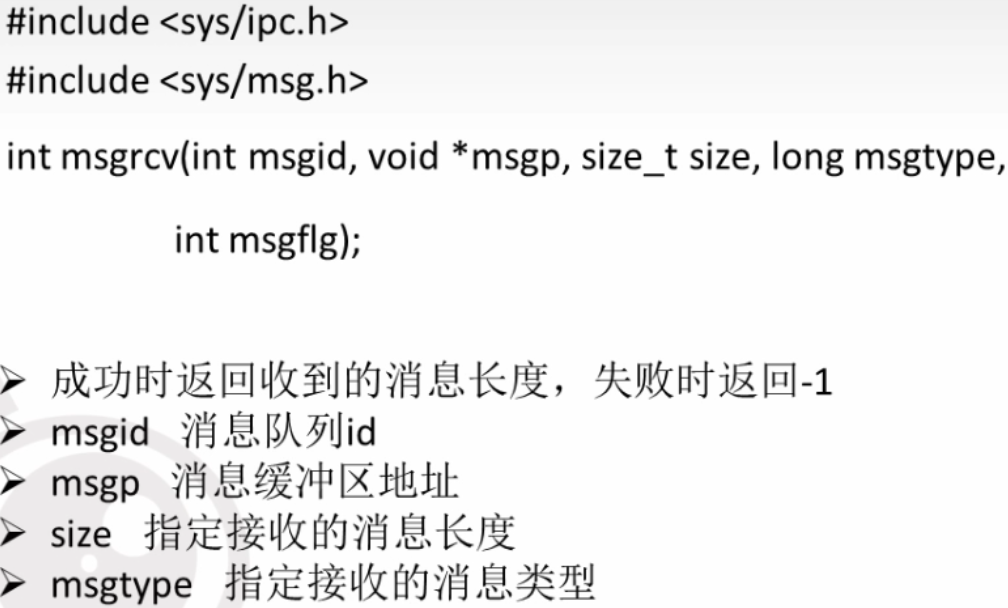 #include <sys/ipc.h>
#include <sys/msg.h>
int msgrcv(int msgid, void *msgp, size_t size, long msgtype,
int msgflg);
➢ 成功时返回收到的消息长度，失败时返回-1
➢ msgid 消息队列id
➢ msgp 消息缓冲区地址
➢ size 指定接收的消息长度
➢ msgtype 指定接收的消息类型